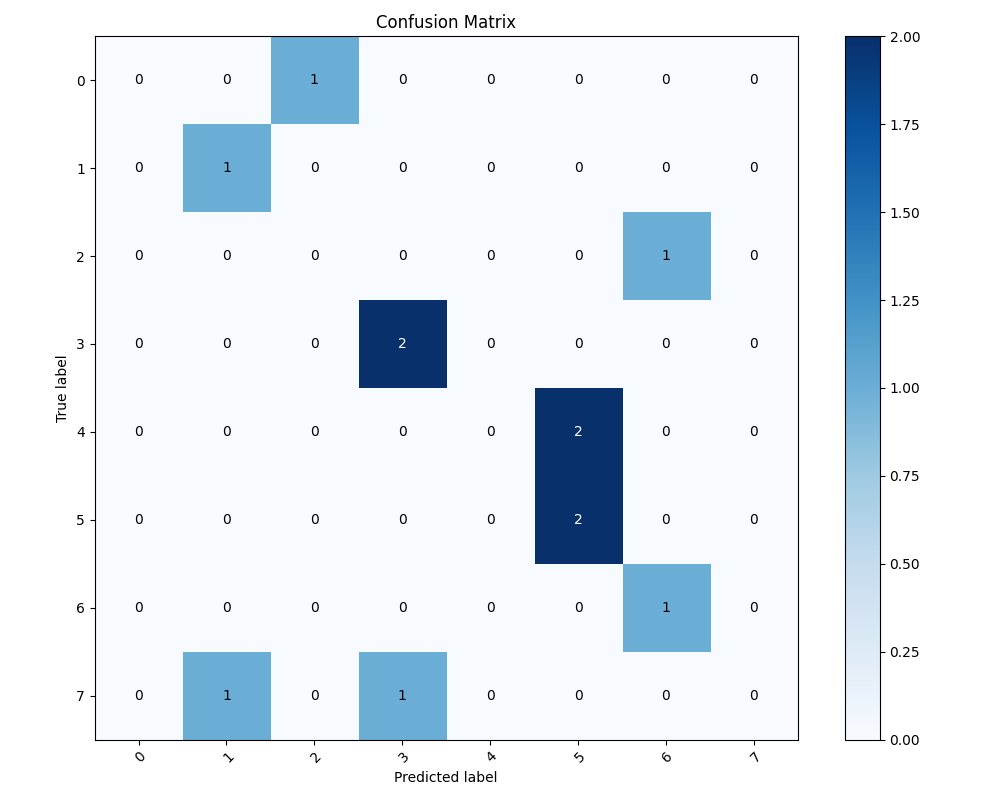 Confusion Matrix
0 0 0 1 0 0 0 0 0
1 0 1 0 0 0 0 0 0
2 0 0 0 0 0 0 1 0
3 0 0 0 2 0 0 0 0
4 0 0 0 0 0 2 0 0
5 0 0 0 0 0 2 0 0
6 0 0 0 0 0 0 1 0
7 0 1 0 1 0 0 0 0
0 1 2 3 4 5 6 7
Predicted label
True label
2.00
1.75
1.50
1.25
1.00
0.75
0.50
0.25
0.00